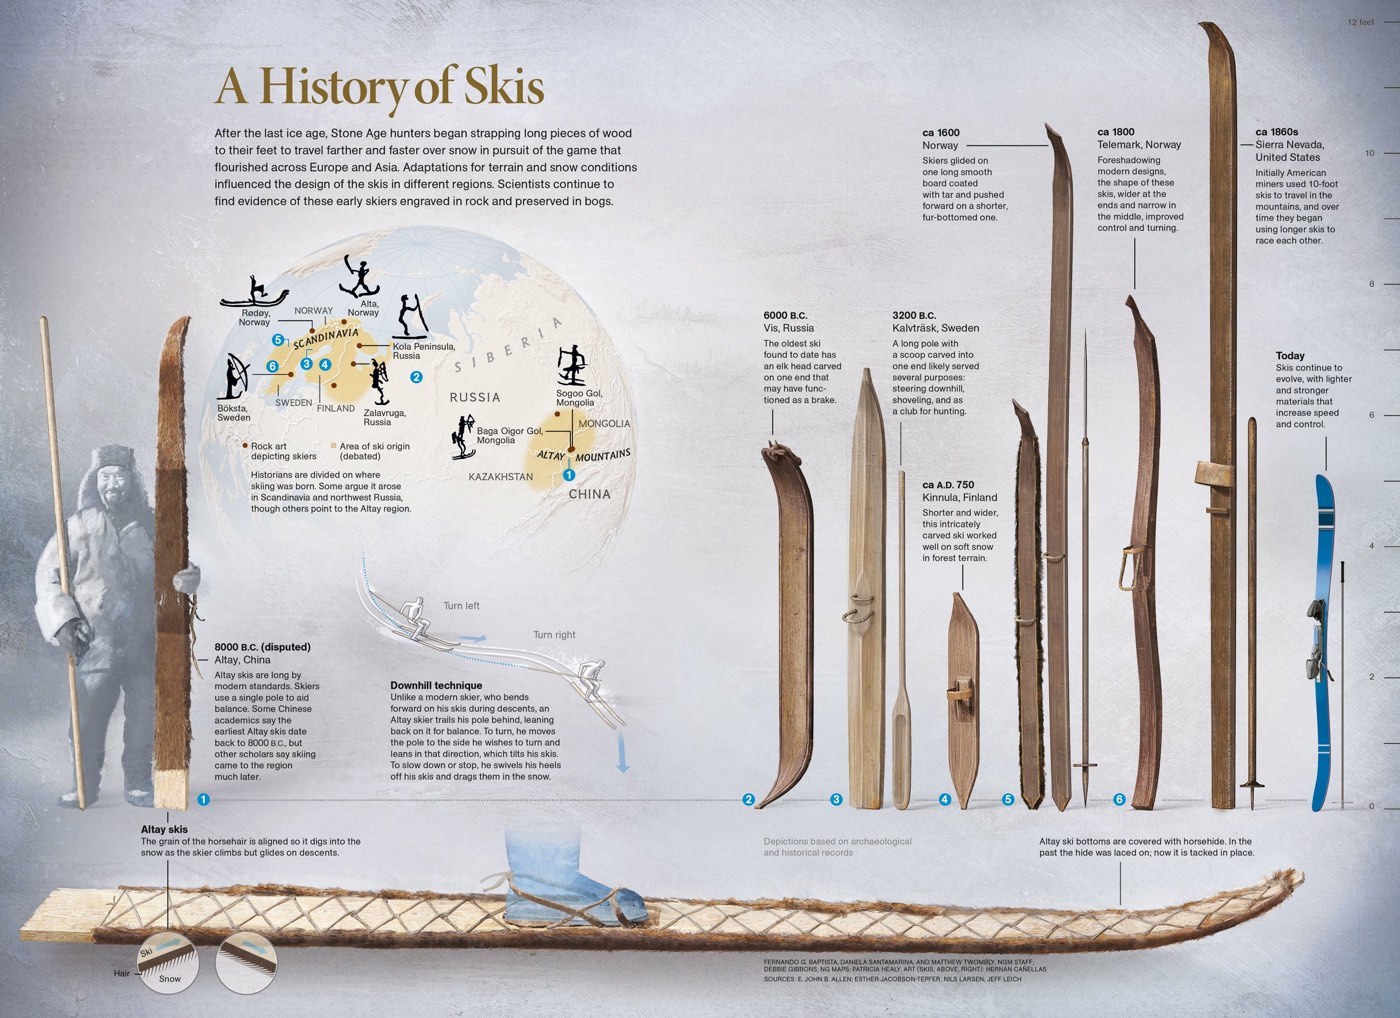 A History of Skis
After the last ice age, Stone Age hunters began strapping long pieces of wood
to their feet to travel farther and faster over snow in pursuit of the game that
flourished across Europe and Asia. Adaptations for terrain and snow conditions
influenced the design of the skis in different regions. Scientists continue to
find evidence of these early skiers engraved in rock and preserved in bogs.
Rødøy,
Norway
NORWAY
Alta,
Norway
SCANDINAVIA
Kola Peninsula,
Russia
5
3
4
6
2
Böksta,
Sweden
SWEDEN
FINLAND
Zalavruga,
Russia
SIBERIA
RUSSIA
Sogoo Gol,
Mongolia
MONGOLIA
Baga Oigor Gol,
Mongolia
ALTAY MOUNTAINS
KAZAKHSTAN
1
CHINA
Rock art
depicting skiers
Area of ski origin
(debated)
Historians are divided on where
skiing was born. Some argue it arose
in Scandinavia and northwest Russia,
though others point to the Altay region.
8000 B.C. (disputed)
Altay, China
Altay skis are long by
modern standards. Skiers
use a single pole to aid
balance. Some Chinese
academics say the
earliest Altay skis date
back to 8000 B.C., but
other scholars say skiing
came to the region
much later.
1
Turn left
Turn right
Downhill technique
Unlike a modern skier, who bends
forward on his skis during descents, an
Altay skier trails his pole behind, leaning
back on it for balance. To turn, he moves
the pole to the side he wishes to turn and
leans in that direction, which tilts his skis.
To slow down or stop, he swivels his heels
off his skis and drags them in the snow.
6000 B.C.
Vis, Russia
The oldest ski
found to date has
an elk head carved
on one end that
may have func-
tioned as a brake.
2
3200 B.C.
Kalvträsk, Sweden
A long pole with
a scoop carved into
one end likely served
several purposes:
steering downhill,
shoveling, and as
a club for hunting.
3
ca A.D. 750
Kinnula, Finland
Shorter and wider,
this intricately
carved ski worked
well on soft snow
in forest terrain.
4
ca 1600
Norway
Skiers glided on
one long smooth
board coated
with tar and pushed
forward on a shorter,
fur-bottomed one.
5
ca 1800
Telemark, Norway
Foreshadowing
modern designs,
the shape of these
skis, wider at the
ends and narrow in
the middle, improved
control and turning.
6
ca 1860s
Sierra Nevada,
United States
Initially American
miners used 10-foot
skis to travel in the
mountains, and over
time they began
using longer skis to
race each other.
Today
Skis continue to
evolve, with lighter
and stronger
materials that
increase speed
and control.
12 feet
10
8
6
4
2
0
Altay skis
The grain of the horsehair is aligned so it digs into the
snow as the skier climbs but glides on descents.
Ski
Hair
Snow
Depictions based on archaeological
and historical records
Altay ski bottoms are covered with horsehide. In the
past the hide was laced on; now it is tacked in place.
FERNANDO G. BAPTISTA, DANIELA SANTAMARINA, AND MATTHEW TWOMBLY, NGM STAFF;
DEBBIE GIBBONS, NG MAPS; PATRICIA HEALY. ART (SKIS, ABOVE, RIGHT): HERNÁN CAÑELLAS
SOURCES: E. JOHN B. ALLEN; ESTHER JACOBSON-TEPFER; NILS LARSEN; JEFF LEICH